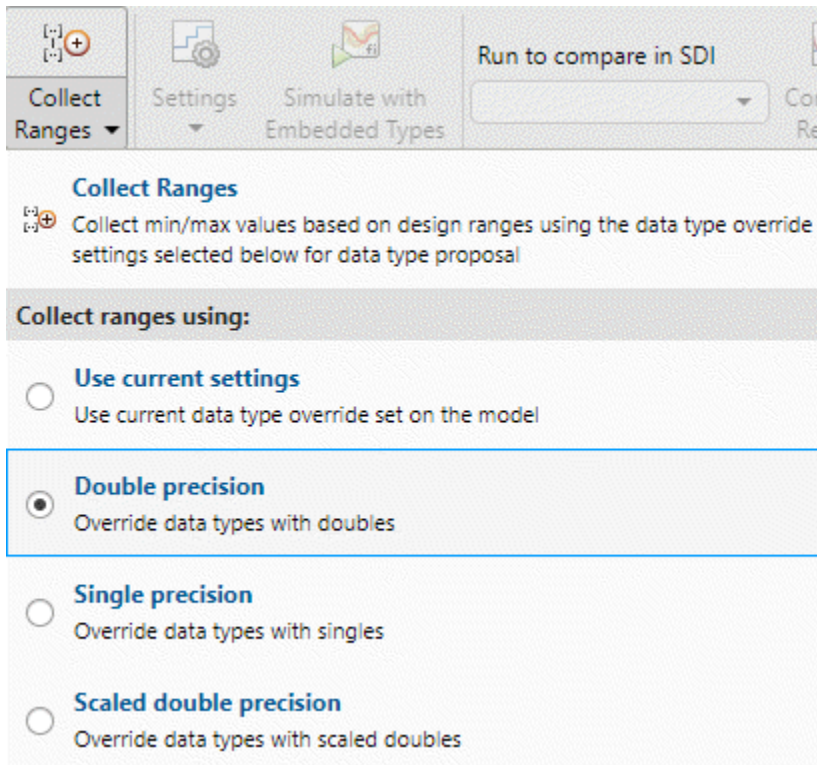 Run to compare in SDI
Collect
Ranges
Settings
Simulate with
Embedded Types
Collect Ranges
Collect min/max values based on design ranges using the data type override
settings selected below for data type proposal
Collect ranges using:
Use current settings
Use current data type override set on the model
Double precision
Override data types with doubles
Single precision
Override data types with singles
Scaled double precision
Override data types with scaled doubles